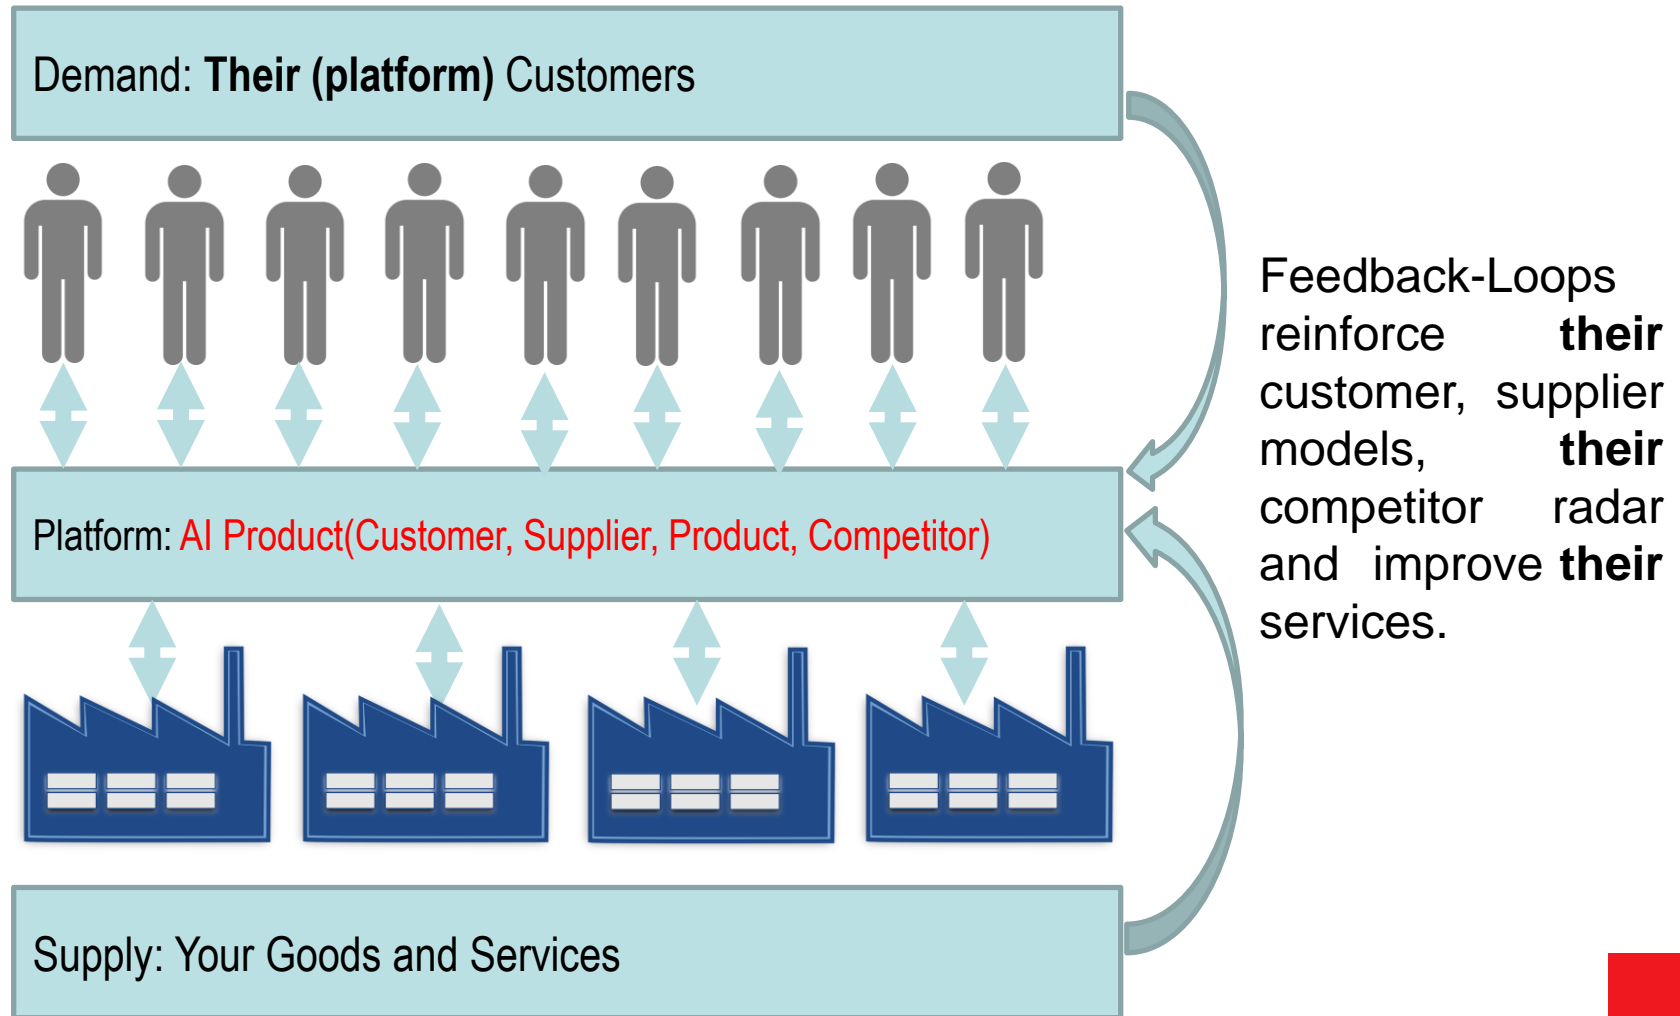 Demand: Their (platform) Customers
Feedback-Loops
reinforce their
customer, supplier
models, their
competitor radar
and improve their
services.
Platform: AI Product(Customer, Supplier, Product, Competitor)
Supply: Your Goods and Services